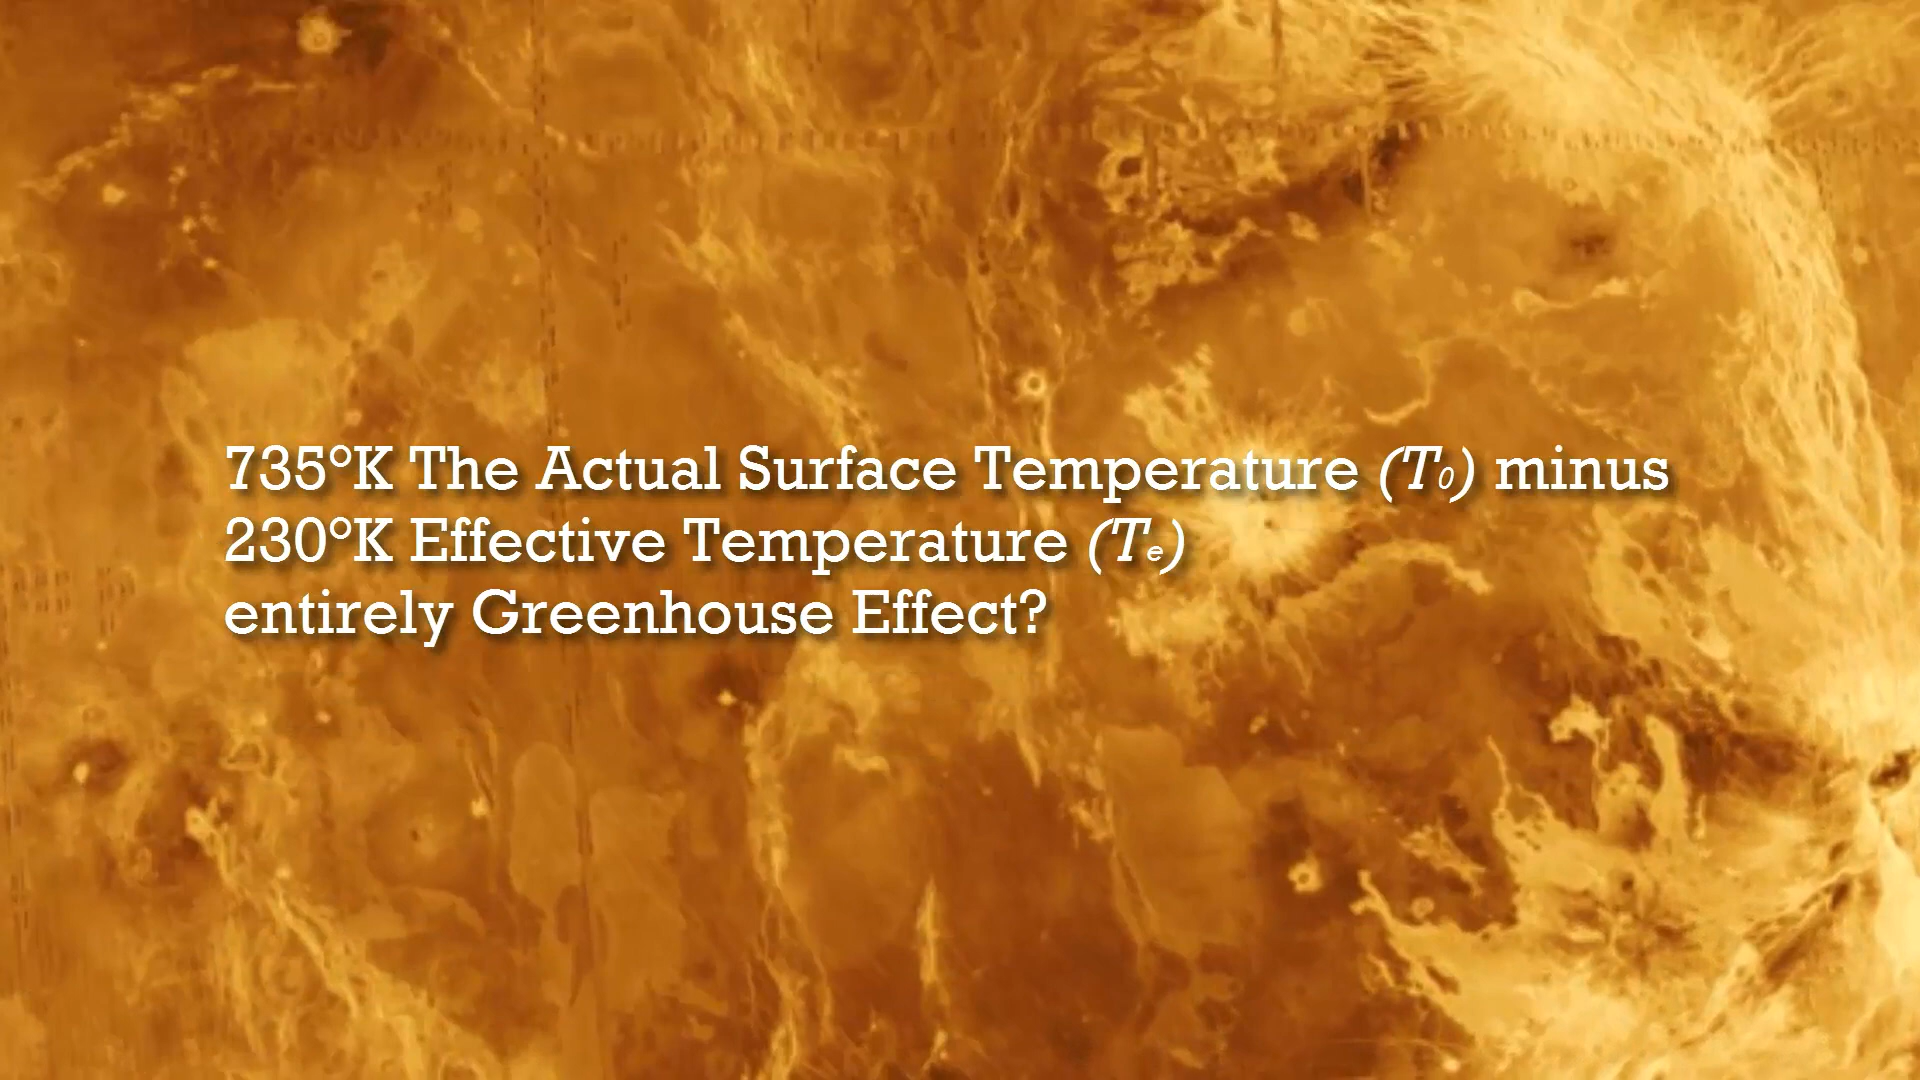 735°K The Actual Surface Temperature (T₀) minus
230°K Effective Temperature (Tₑ)
entirely Greenhouse Effect?